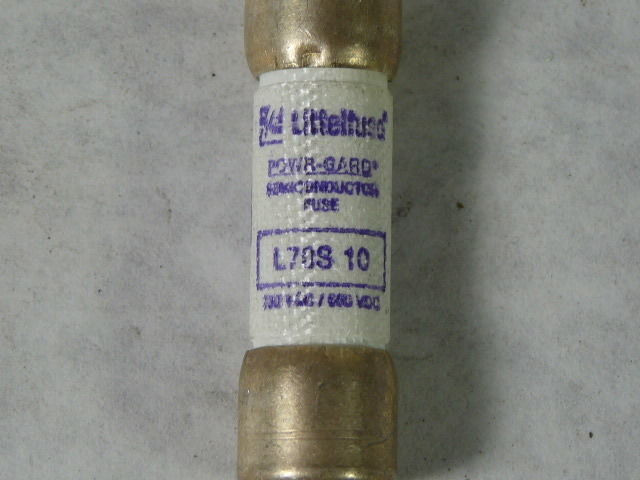 Littelfuse®
POWR-GARD®
SEMICONDUCTOR
FUSE
L70S 10
700 VAC / 650 VDC